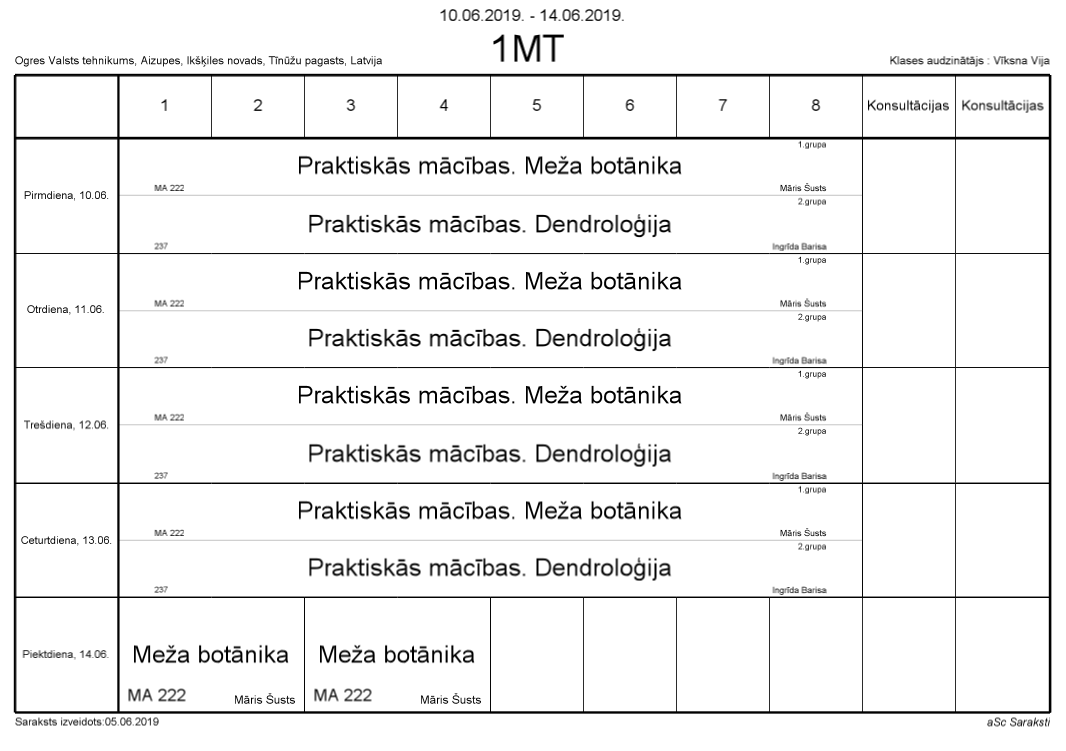 10.06.2019. - 14.06.2019.
1MT
Ogres Valsts tehnikums, Aizupes, Ikšķiles novads, Tīnūžu pagasts, Latvija
Klases audzinātājs : Vīksna Vija
1 2 3 4 5 6 7 8 Konsultācijas Konsultācijas
Pirmdiena, 10.06.
1.grupa
Praktiskās mācības. Meža botānika
MA 222 Māris Šusts
2.grupa
Praktiskās mācības. Dendroloģija
237 Ingrīda Barisa
Otrdiena, 11.06.
1.grupa
Praktiskās mācības. Meža botānika
MA 222 Māris Šusts
2.grupa
Praktiskās mācības. Dendroloģija
237 Ingrīda Barisa
Trešdiena, 12.06.
1.grupa
Praktiskās mācības. Meža botānika
MA 222 Māris Šusts
2.grupa
Praktiskās mācības. Dendroloģija
237 Ingrīda Barisa
Ceturtdiena, 13.06.
1.grupa
Praktiskās mācības. Meža botānika
MA 222 Māris Šusts
2.grupa
Praktiskās mācības. Dendroloģija
237 Ingrīda Barisa
Piektdiena, 14.06.
Meža botānika Meža botānika
MA 222 Māris Šusts MA 222 Māris Šusts
Saraksts izveidots:05.06.2019
aSc Saraksti